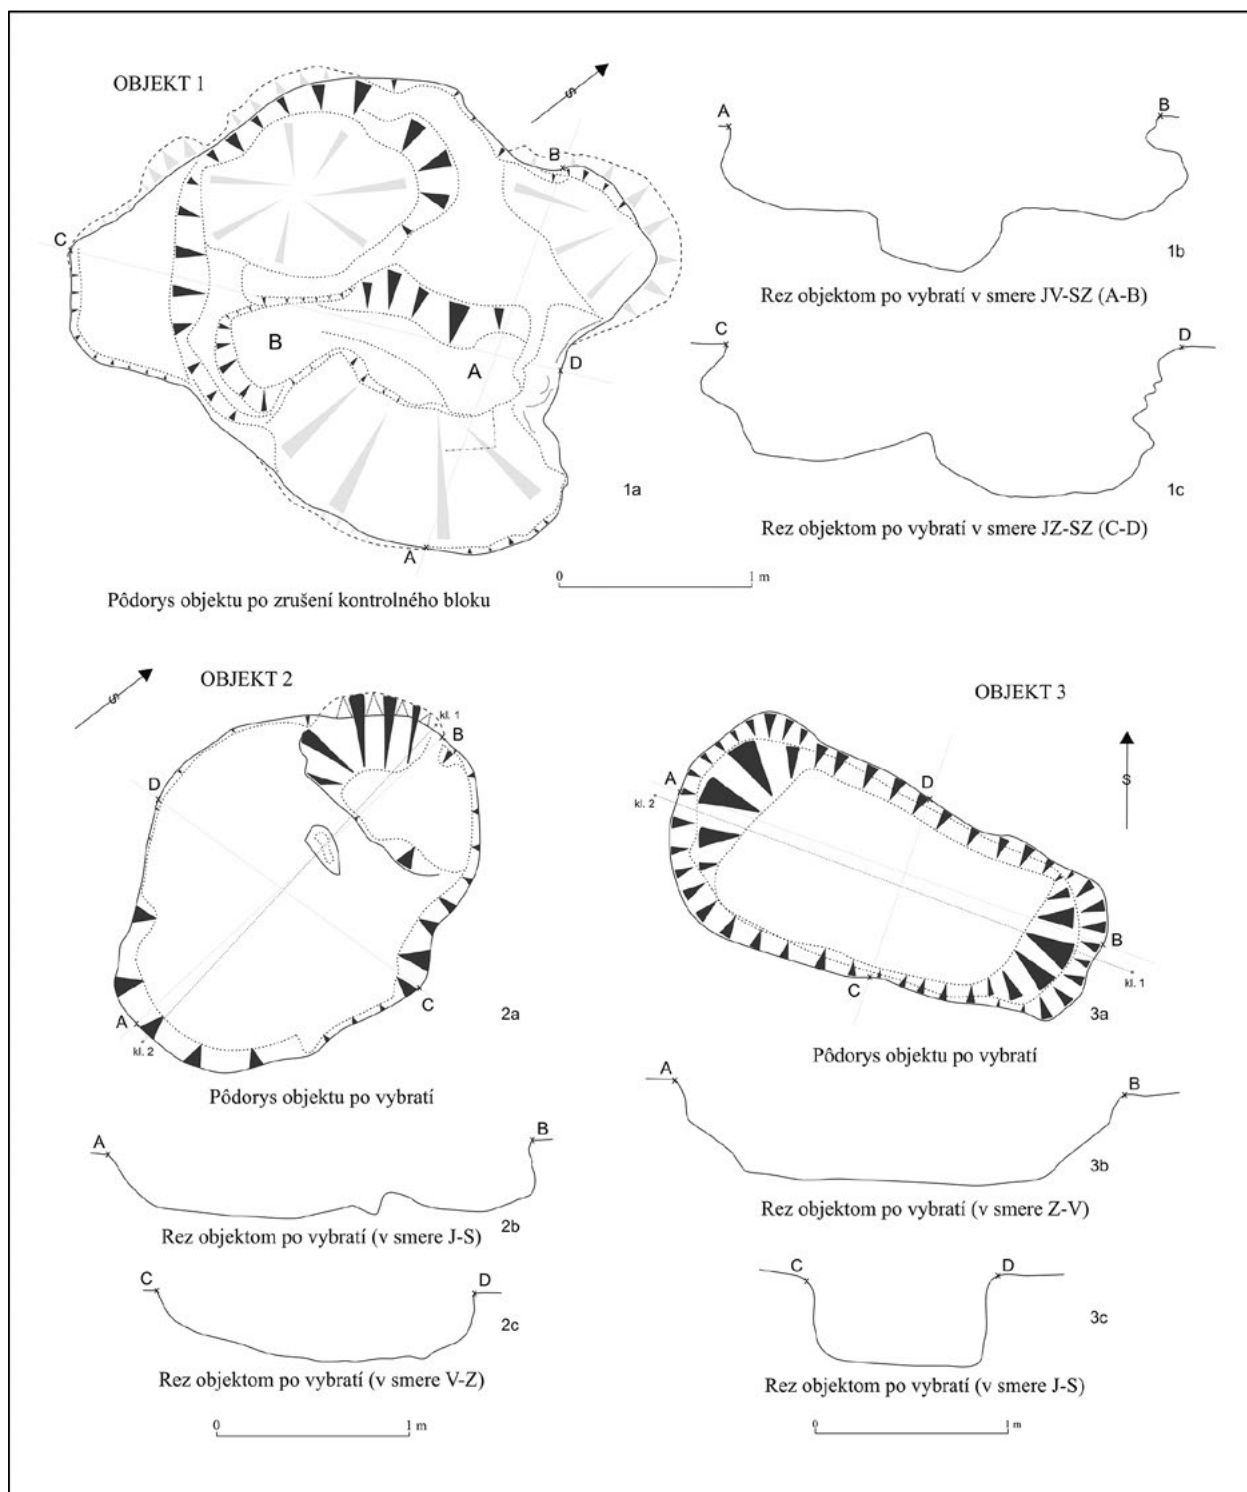 OBJEKT 1
S
B
C
B
A
D
A
1a
Pôdorys objektu po zrušení kontrolného bloku
A
B
1b
Rez objektom po vybratí v smere JV-SZ (A-B)
C
D
1c
Rez objektom po vybratí v smere JZ-SZ (C-D)
0 1 m
OBJEKT 2
S
kl. 1
B
D
C
A
kl. 2
2a
Pôdorys objektu po vybratí
A
B
2b
Rez objektom po vybratí (v smere J-S)
C
D
2c
Rez objektom po vybratí (v smere V-Z)
0 1 m
OBJEKT 3
S
A
kl. 2
D
B
kl. 1
C
3a
Pôdorys objektu po vybratí
A
B
3b
Rez objektom po vybratí (v smere Z-V)
C
D
3c
Rez objektom po vybratí (v smere J-S)
0 1 m